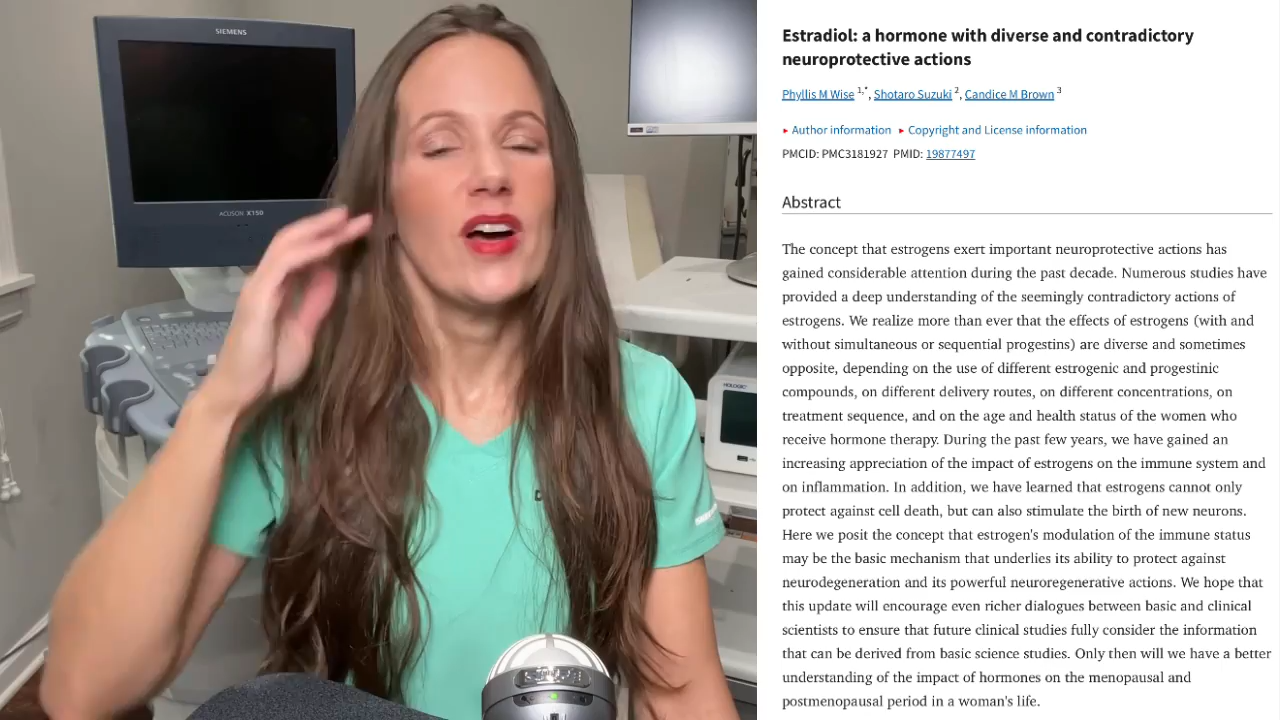 SIEMENS
ACUSON X150
HOLOGIC
Estradiol: a hormone with diverse and contradictory
neuroprotective actions
Phyllis M Wise 1,*, Shotaro Suzuki 2, Candice M Brown 3
▸ Author information ▸ Copyright and License information
PMCID: PMC3181927 PMID: 19877497
Abstract
The concept that estrogens exert important neuroprotective actions has
gained considerable attention during the past decade. Numerous studies have
provided a deep understanding of the seemingly contradictory actions of
estrogens. We realize more than ever that the effects of estrogens (with and
without simultaneous or sequential progestins) are diverse and sometimes
opposite, depending on the use of different estrogenic and progestinic
compounds, on different delivery routes, on different concentrations, on
treatment sequence, and on the age and health status of the women who
receive hormone therapy. During the past few years, we have gained an
increasing appreciation of the impact of estrogens on the immune system and
on inflammation. In addition, we have learned that estrogens cannot only
protect against cell death, but can also stimulate the birth of new neurons.
Here we posit the concept that estrogen's modulation of the immune status
may be the basic mechanism that underlies its ability to protect against
neurodegeneration and its powerful neuroregenerative actions. We hope that
this update will encourage even richer dialogues between basic and clinical
scientists to ensure that future clinical studies fully consider the information
that can be derived from basic science studies. Only then will we have a better
understanding of the impact of hormones on the menopausal and
postmenopausal period in a woman's life.